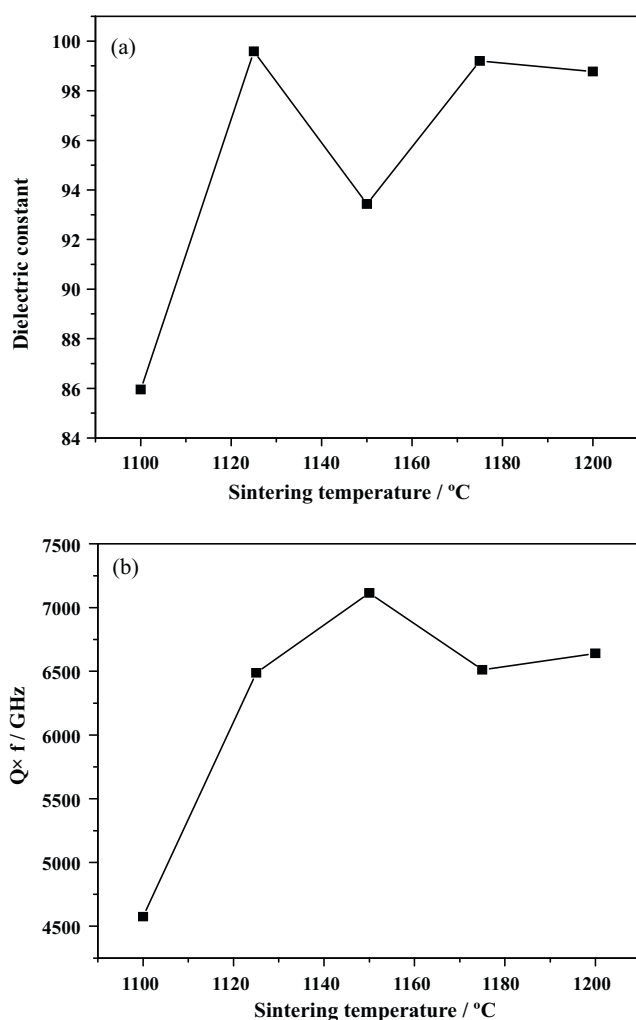 (a)
100
98
96
94
92
90
88
86
84
Dielectric constant
1100 1120 1140 1160 1180 1200
Sintering temperature / ºC
(b)
7500
7000
6500
6000
5500
5000
4500
Q× f / GHz
1100 1120 1140 1160 1180 1200
Sintering temperature / ºC